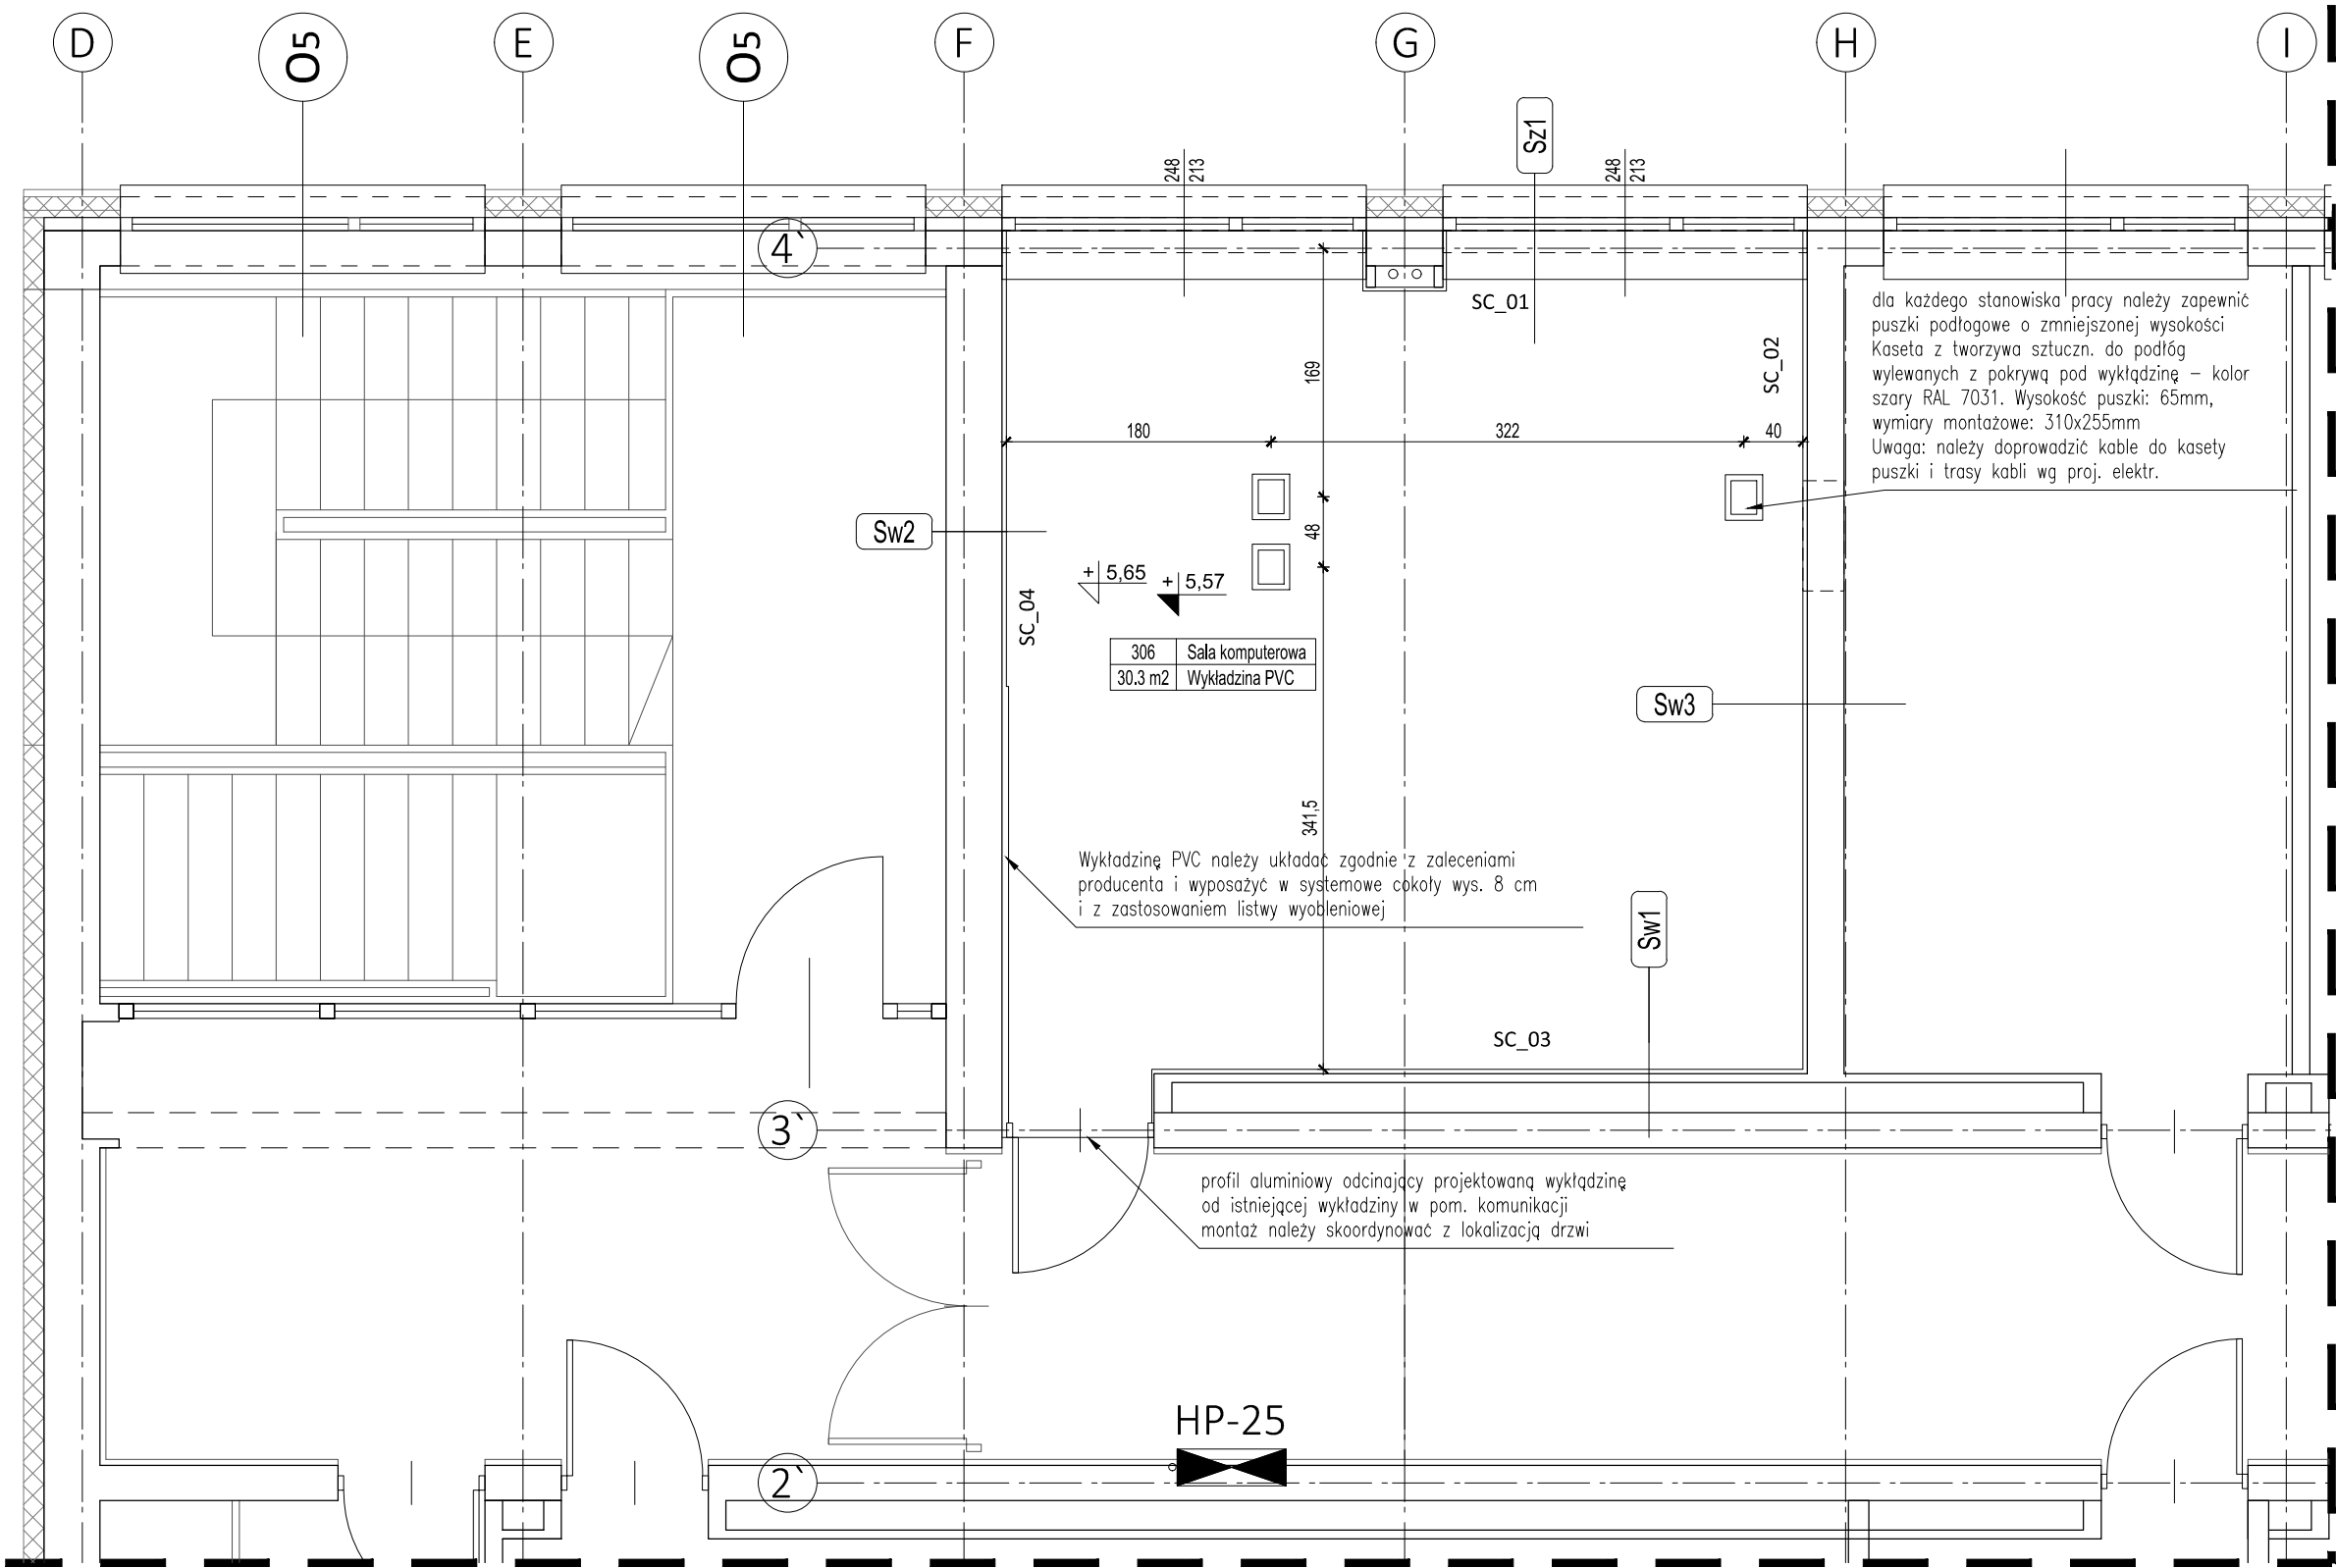 D
O5
E
O5
F
G
H
I
Sz1
248
213
248
213
4`
SC_01
SC_02
dla każdego stanowiska pracy należy zapewnić
puszki podłogowe o zmniejszonej wysokości
Kaseta z tworzywa sztuczn. do podłóg
wylewanych z pokrywą pod wykłądzinę – kolor
szary RAL 7031. Wysokość puszki: 65mm,
wymiary montażowe: 310x255mm
Uwaga: należy doprowadzić kable do kasety
puszki i trasy kabli wg proj. elektr.
169
180
322
40
Sw2
48
+ 5,65
+ 5,57
SC_04
306 Sala komputerowa
30.3 m2 Wykładzina PVC
Sw3
341,5
Wykładzinę PVC należy układać zgodnie z zaleceniami
producenta i wyposażyć w systemowe cokoły wys. 8 cm
i z zastosowaniem listwy wyobleniowej
Sw1
SC_03
3`
profil aluminiowy odcinający projektowaną wykłądzinę
od istniejącej wykładziny w pom. komunikacji
montaż należy skoordynować z lokalizacją drzwi
HP-25
2`